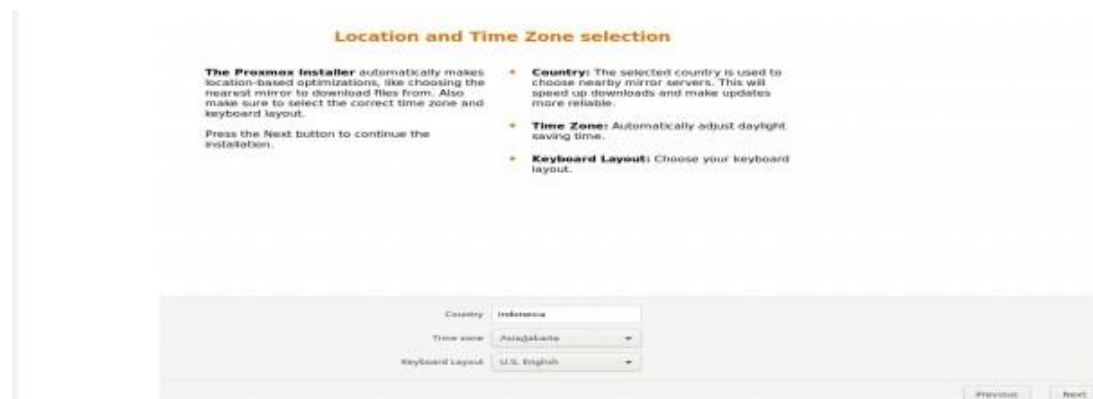 Location and Time Zone selection
The Proxmox Installer automatically makes
location-based optimizations, like choosing the
nearest mirror to download files from. Also
make sure to select the correct time zone and
keyboard layout.
Press the Next button to continue the
installation.
• Country: The selected country is used to
choose nearby mirror servers. This will
speed up downloads and make updates
more reliable.
• Time Zone: Automatically adjust daylight
saving time.
• Keyboard Layout: Choose your keyboard
layout.
Country Indonesia
Time zone Asia/Jakarta
Keyboard Layout U.S. English
Previous Next